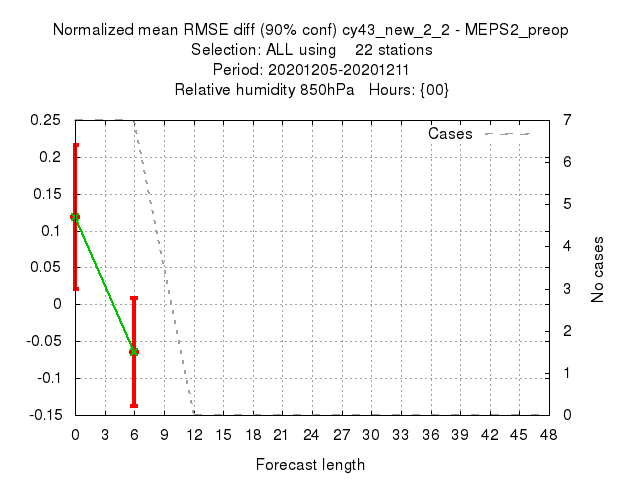 Normalized mean RMSE diff (90% conf) cy43_new_2_2 - MEPS2_preop
Selection: ALL using 22 stations
Period: 20201205-20201211
Relative humidity 850hPa Hours: {00}
Cases
0.25
0.2
0.15
0.1
0.05
0
-0.05
-0.1
-0.15
7
6
5
4
3
2
1
0
No cases
0 3 6 9 12 15 18 21 24 27 30 33 36 39 42 45 48
Forecast length